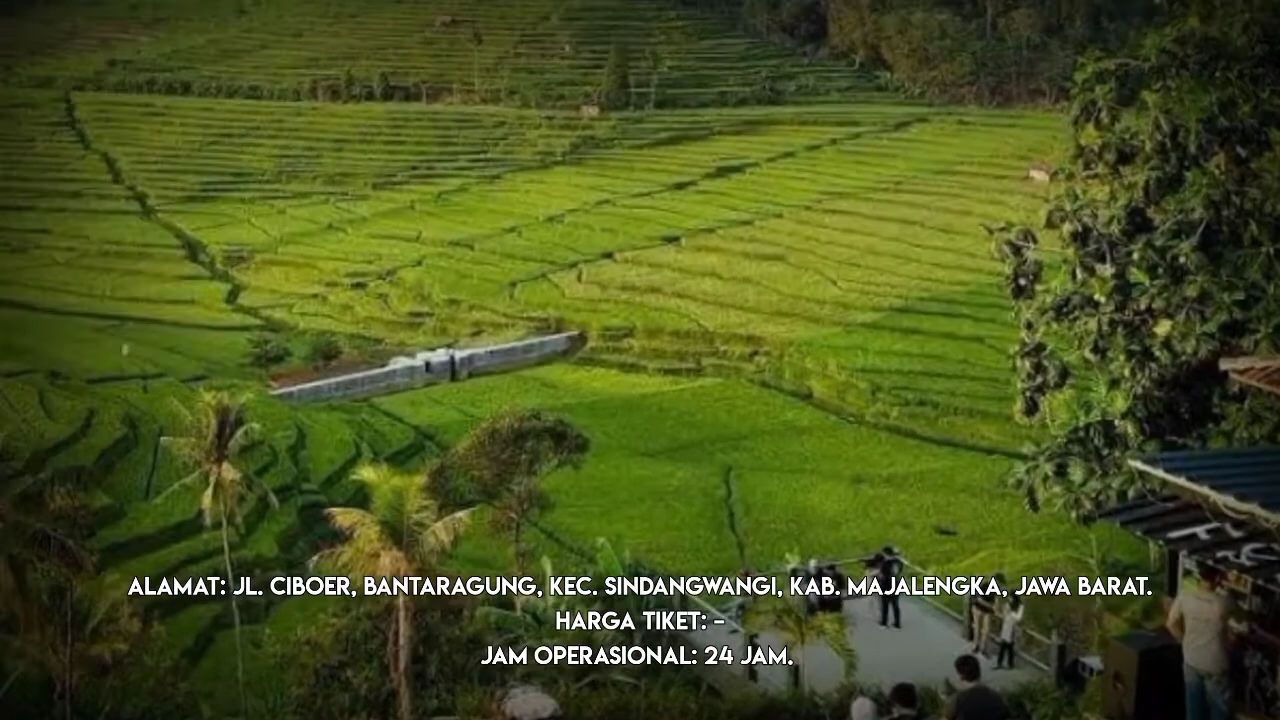 ALAMAT: JL. CIBOER, BANTARAGUNG, KEC. SINDANGWANGI, KAB. MAJALENGKA, JAWA BARAT.
HARGA TIKET: -
JAM OPERASIONAL: 24 JAM.